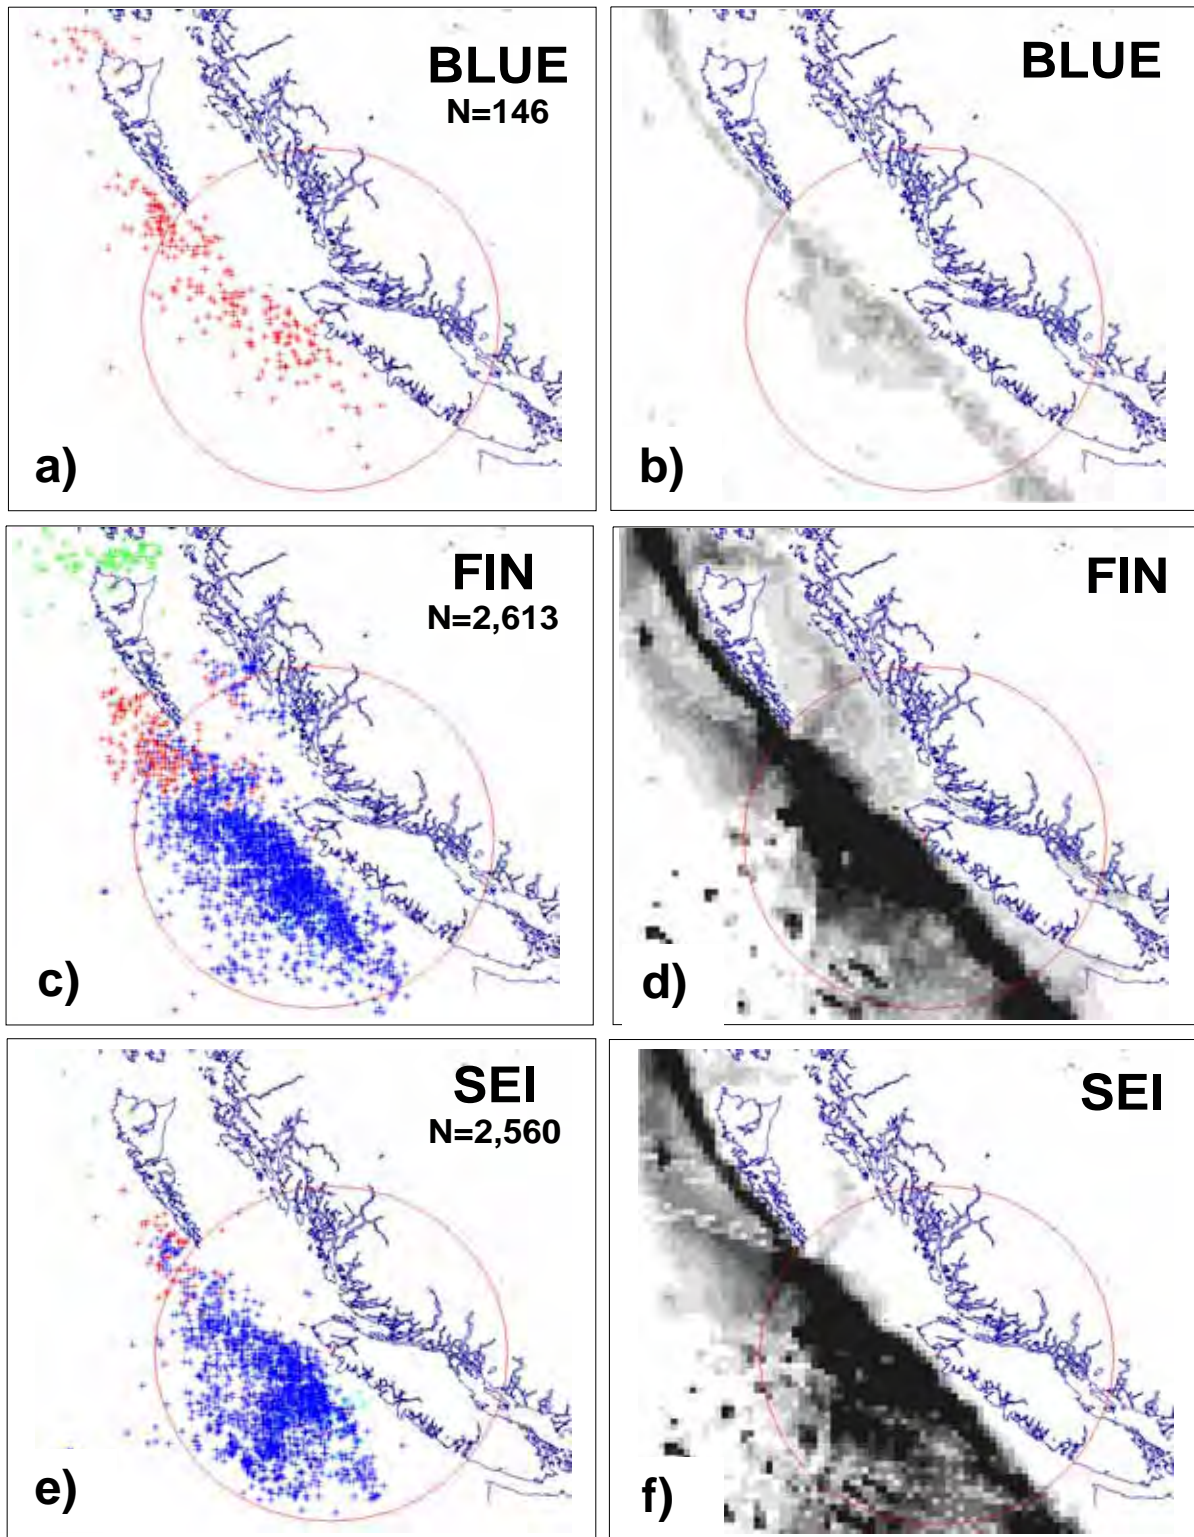 BLUE
N=146
a)
BLUE
b)
FIN
N=2,613
c)
FIN
d)
SEI
N=2,560
e)
SEI
f)